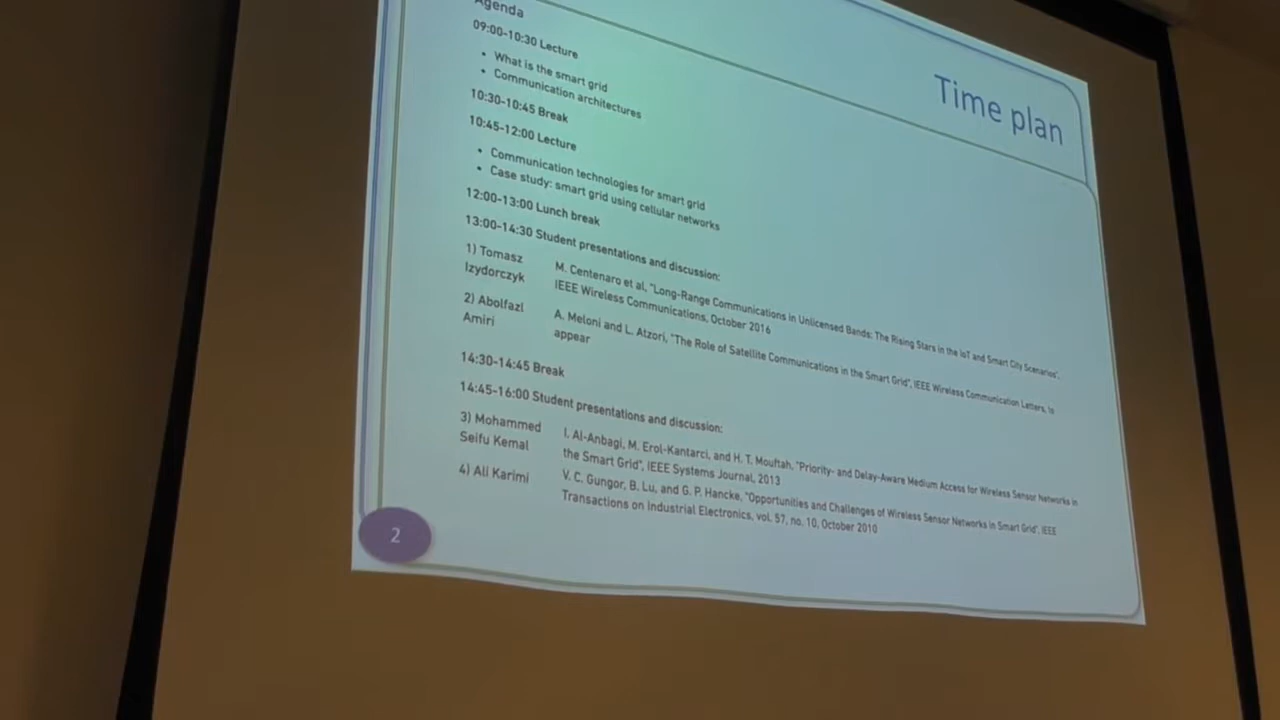 Time plan
Agenda
09:00-10:30 Lecture
• What is the smart grid
• Communication architectures
10:30-10:45 Break
10:45-12:00 Lecture
• Communication technologies for smart grid
• Case study: smart grid using cellular networks
12:00-13:00 Lunch break
13:00-14:30 Student presentations and discussion:
1) Tomasz
Izydorczyk
M. Centenaro et al, "Long-Range Communications in Unlicensed Bands: The Rising Stars in the IoT and Smart City Scenarios",
IEEE Wireless Communications, October 2016
2) Abolfazl
Amiri
A. Meloni and L. Atzori, "The Role of Satellite Communications in the Smart Grid", IEEE Wireless Communication Letters, to
appear
14:30-14:45 Break
14:45-16:00 Student presentations and discussion:
3) Mohammed
Seifu Kemal
I. Al-Anbagi, M. Erol-Kantarci, and H. T. Mouftah, "Priority- and Delay-Aware Medium Access for Wireless Sensor Networks in
the Smart Grid", IEEE Systems Journal, 2013
4) Ali Karimi
V. C. Gungor, B. Lu, and G. P. Hancke, "Opportunities and Challenges of Wireless Sensor Networks in Smart Grid", IEEE
Transactions on Industrial Electronics, vol. 57, no. 10, October 2010
2